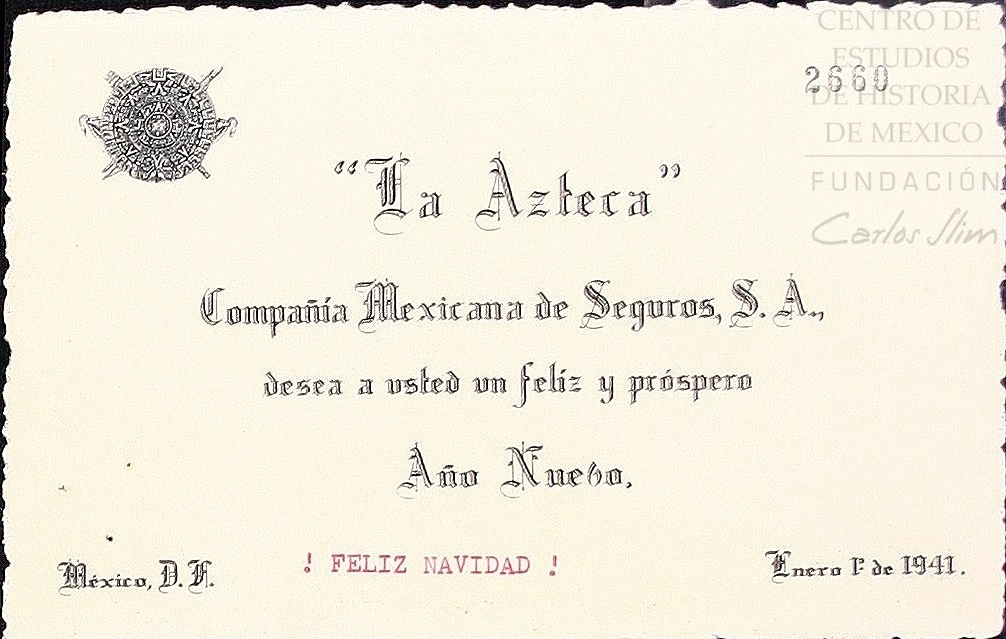 CENTRO DE
ESTUDIOS
DE HISTORIA
DE MEXICO
FUNDACIÓN
Carlos Slim
2660
"La Azteca"
Compañía Mexicana de Seguros, S. A.,
desea a usted un feliz y próspero
Año Nuevo.
México, D. F.
! FELIZ NAVIDAD !
Enero 1º de 1941.